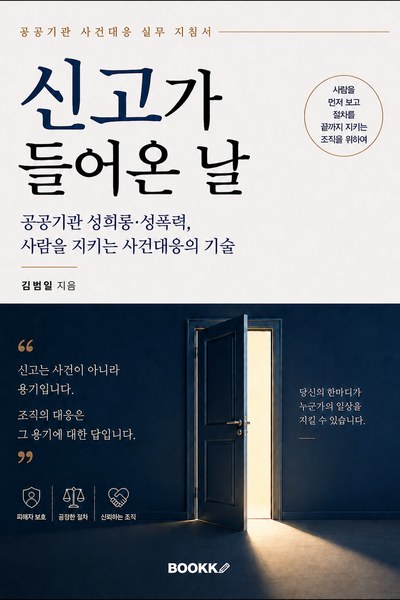 공공기관 사건대응 실무 지침서
사람을
먼저 보고
절차를
끝까지 지키는
조직을 위하여
신고가
들어온 날
공공기관 성희롱·성폭력,
사람을 지키는 사건대응의 기술
김범일 지음
“
신고는 사건이 아니라
용기입니다.
조직의 대응은
그 용기에 대한 답입니다.
”
당신의 한마디가
누군가의 일상을
지킬 수 있습니다.
피해자 보호
공정한 절차
신뢰하는 조직
BOOKK